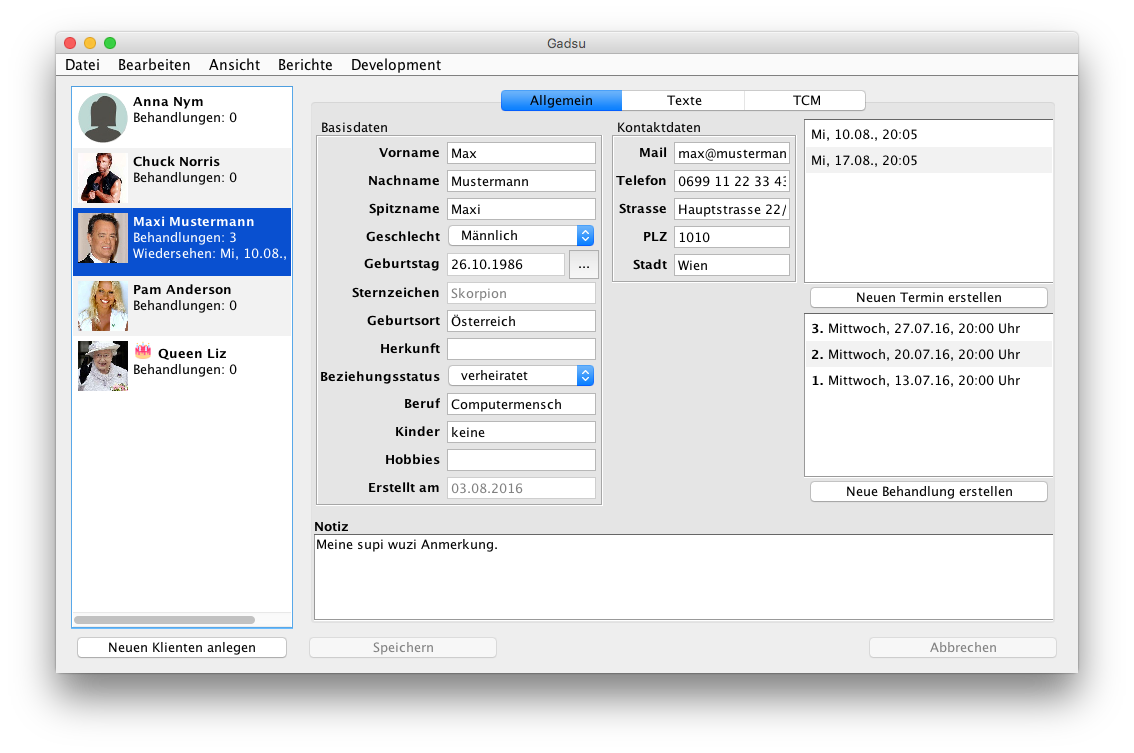 Gadsu
Datei Bearbeiten Ansicht Berichte Development
Anna Nym
Behandlungen: 0
Chuck Norris
Behandlungen: 0
Maxi Mustermann
Behandlungen: 3
Wiedersehen: Mi, 10.08.,
Pam Anderson
Behandlungen: 0
Queen Liz
Behandlungen: 0
Neuen Klienten anlegen
Allgemein Texte TCM
Basisdaten
Vorname Max
Nachname Mustermann
Spitzname Maxi
Geschlecht Männlich
Geburtstag 26.10.1986 ...
Sternzeichen Skorpion
Geburtsort Österreich
Herkunft
Beziehungsstatus verheiratet
Beruf Computermensch
Kinder keine
Hobbies
Erstellt am 03.08.2016
Kontaktdaten
Mail max@musterman
Telefon 0699 11 22 33 43
Strasse Hauptstrasse 22/
PLZ 1010
Stadt Wien
Mi, 10.08., 20:05
Mi, 17.08., 20:05
Neuen Termin erstellen
3. Mittwoch, 27.07.16, 20:00 Uhr
2. Mittwoch, 20.07.16, 20:00 Uhr
1. Mittwoch, 13.07.16, 20:00 Uhr
Neue Behandlung erstellen
Notiz
Meine supi wuzi Anmerkung.
Speichern Abbrechen